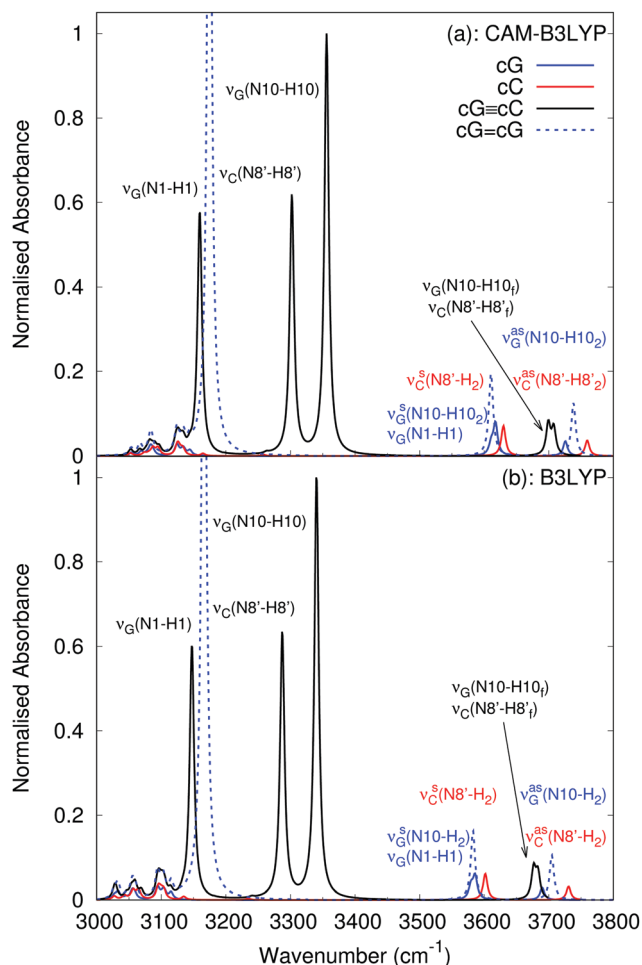 (a): CAM-B3LYP
cG
cC
cG≡cC
cG=cG
Normalised Absorbance
1
0.8
0.6
0.4
0.2
0
ν_G(N10-H10)
ν_G(N1-H1)
ν_C(N8'-H8')
ν_G(N10-H10_f)
ν_C(N8'-H8'_f)
ν_G^as(N10-H10_2)
ν_C^s(N8'-H_2)
ν_C^as(N8'-H8'_2)
ν_G^s(N10-H10_2)
ν_G(N1-H1)
(b): B3LYP
Normalised Absorbance
1
0.8
0.6
0.4
0.2
0
ν_G(N10-H10)
ν_G(N1-H1)
ν_C(N8'-H8')
ν_G(N10-H10_f)
ν_C(N8'-H8'_f)
ν_C^s(N8'-H_2)
ν_G^as(N10-H_2)
ν_G^s(N10-H_2)
ν_C^as(N8'-H_2)
ν_G(N1-H1)
3000 3100 3200 3300 3400 3500 3600 3700 3800
Wavenumber (cm^-1)